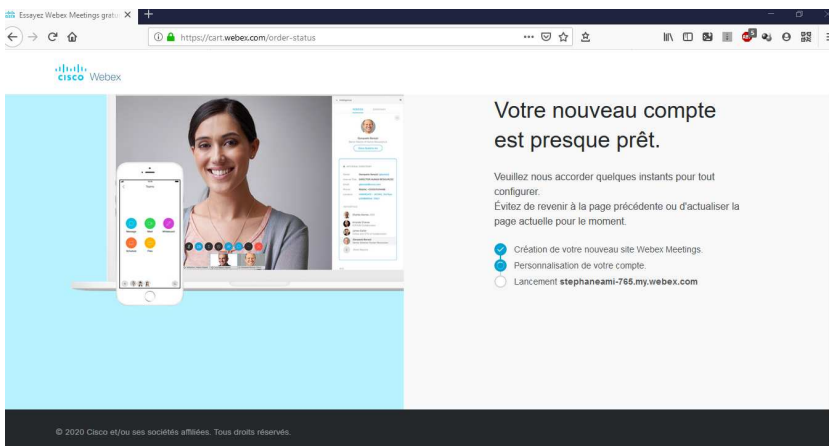 Essayez Webex Meetings gratu
https://cart.webex.com/order-status
CISCO Webex
Votre nouveau compte
est presque prêt.
Veuillez nous accorder quelques instants pour tout
configurer.
Évitez de revenir à la page précédente ou d'actualiser la
page actuelle pour le moment.
Création de votre nouveau site Webex Meetings.
Personnalisation de votre compte.
Lancement stephaneami-765.my.webex.com
© 2020 Cisco et/ou ses sociétés affiliées. Tous droits réservés.